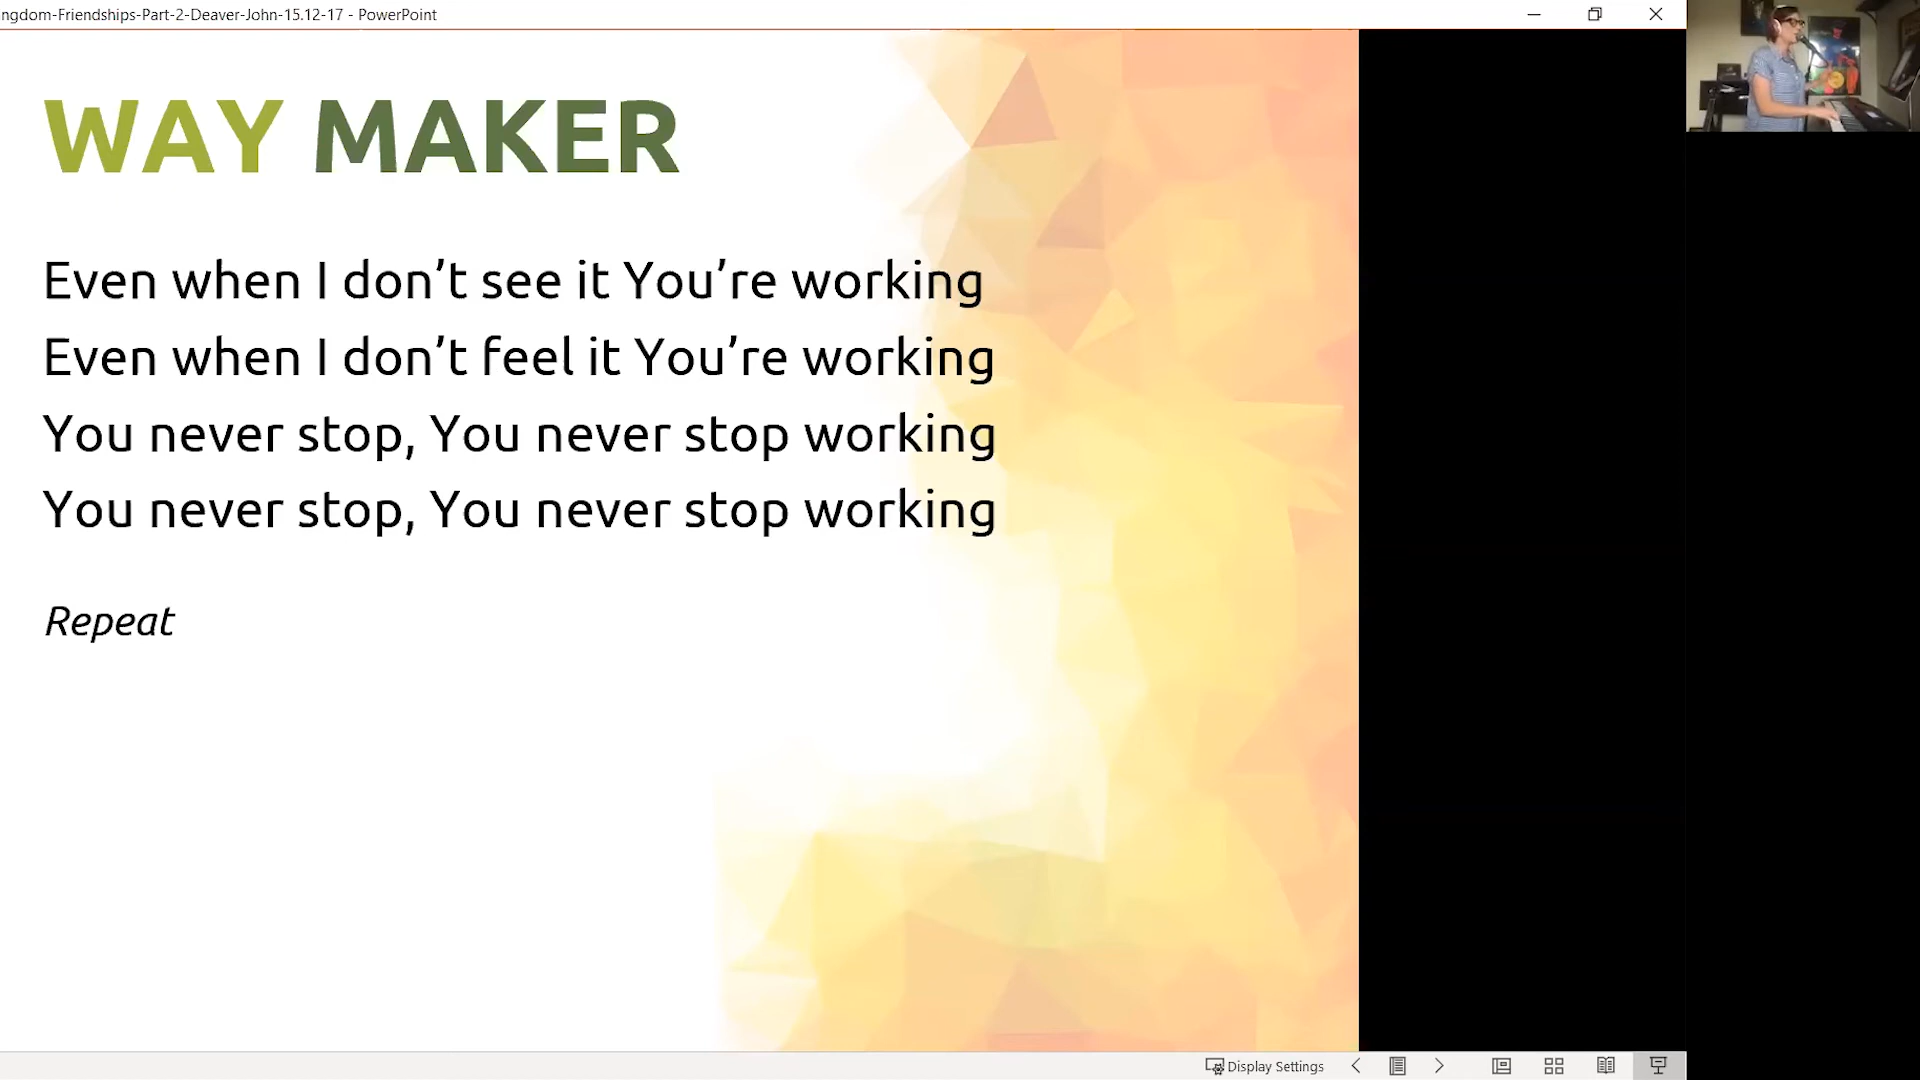 ngdom-Friendships-Part-2-Deaver-John-15.12-17 - PowerPoint
WAY MAKER
Even when I don’t see it You’re working
Even when I don’t feel it You’re working
You never stop, You never stop working
You never stop, You never stop working
Repeat
Display Settings